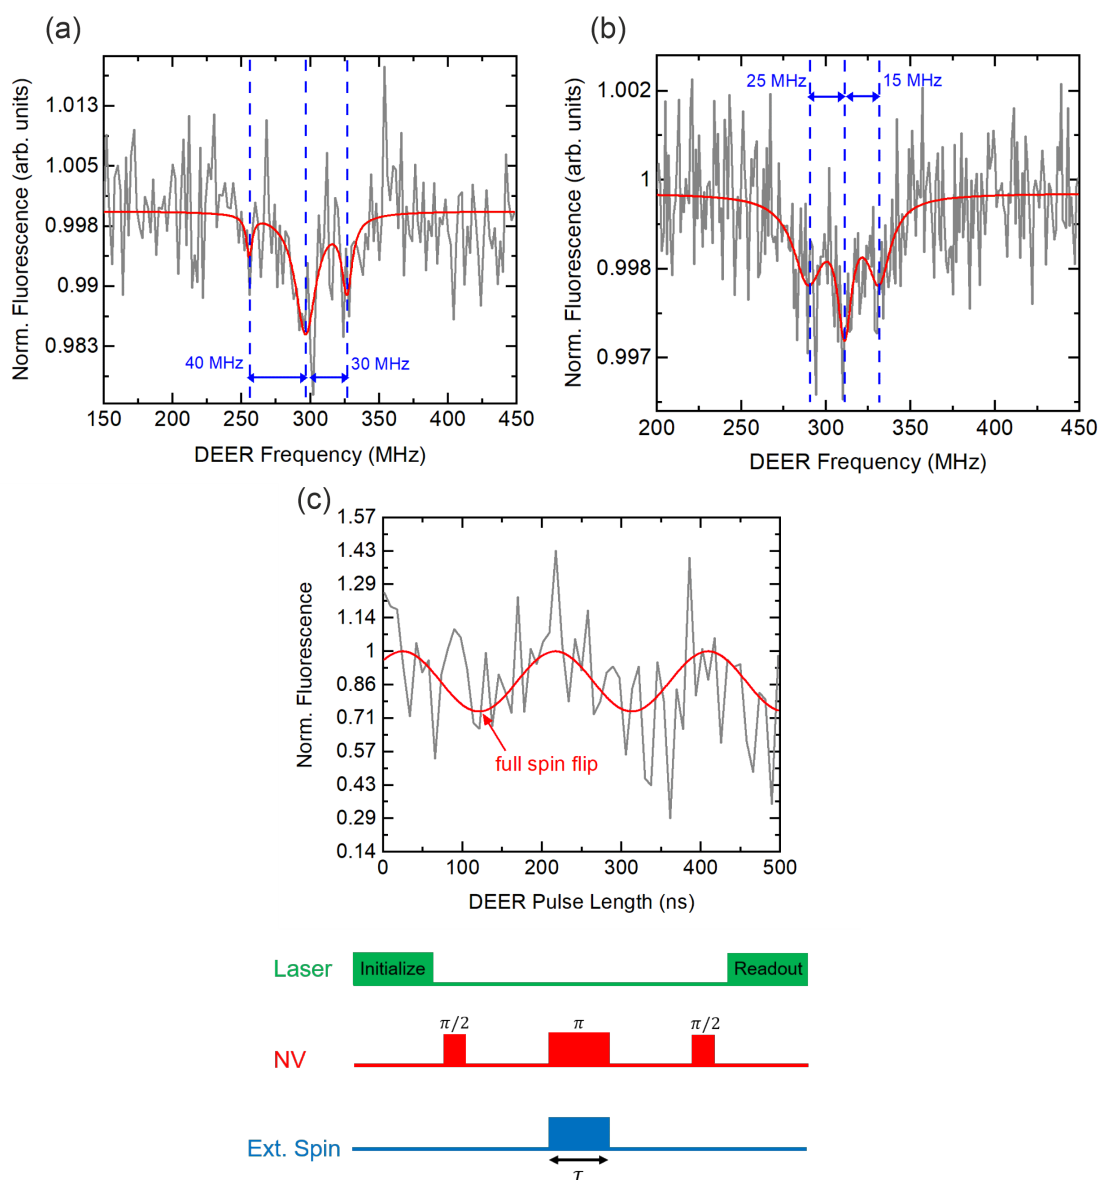 (a)
Norm. Fluorescence (arb. units)
1.013
1.005
0.998
0.99
0.983
40 MHz
30 MHz
150 200 250 300 350 400 450
DEER Frequency (MHz)
(b)
Norm. Fluorescence (arb. units)
25 MHz
15 MHz
1.002
1
0.998
0.997
200 250 300 350 400 450
DEER Frequency (MHz)
(c)
Norm. Fluorescence
1.57
1.43
1.29
1.14
1
0.86
0.71
0.57
0.43
0.29
0.14
full spin flip
0 100 200 300 400 500
DEER Pulse Length (ns)
Laser
Initialize
Readout
π/2
π
π/2
NV
Ext. Spin
τ